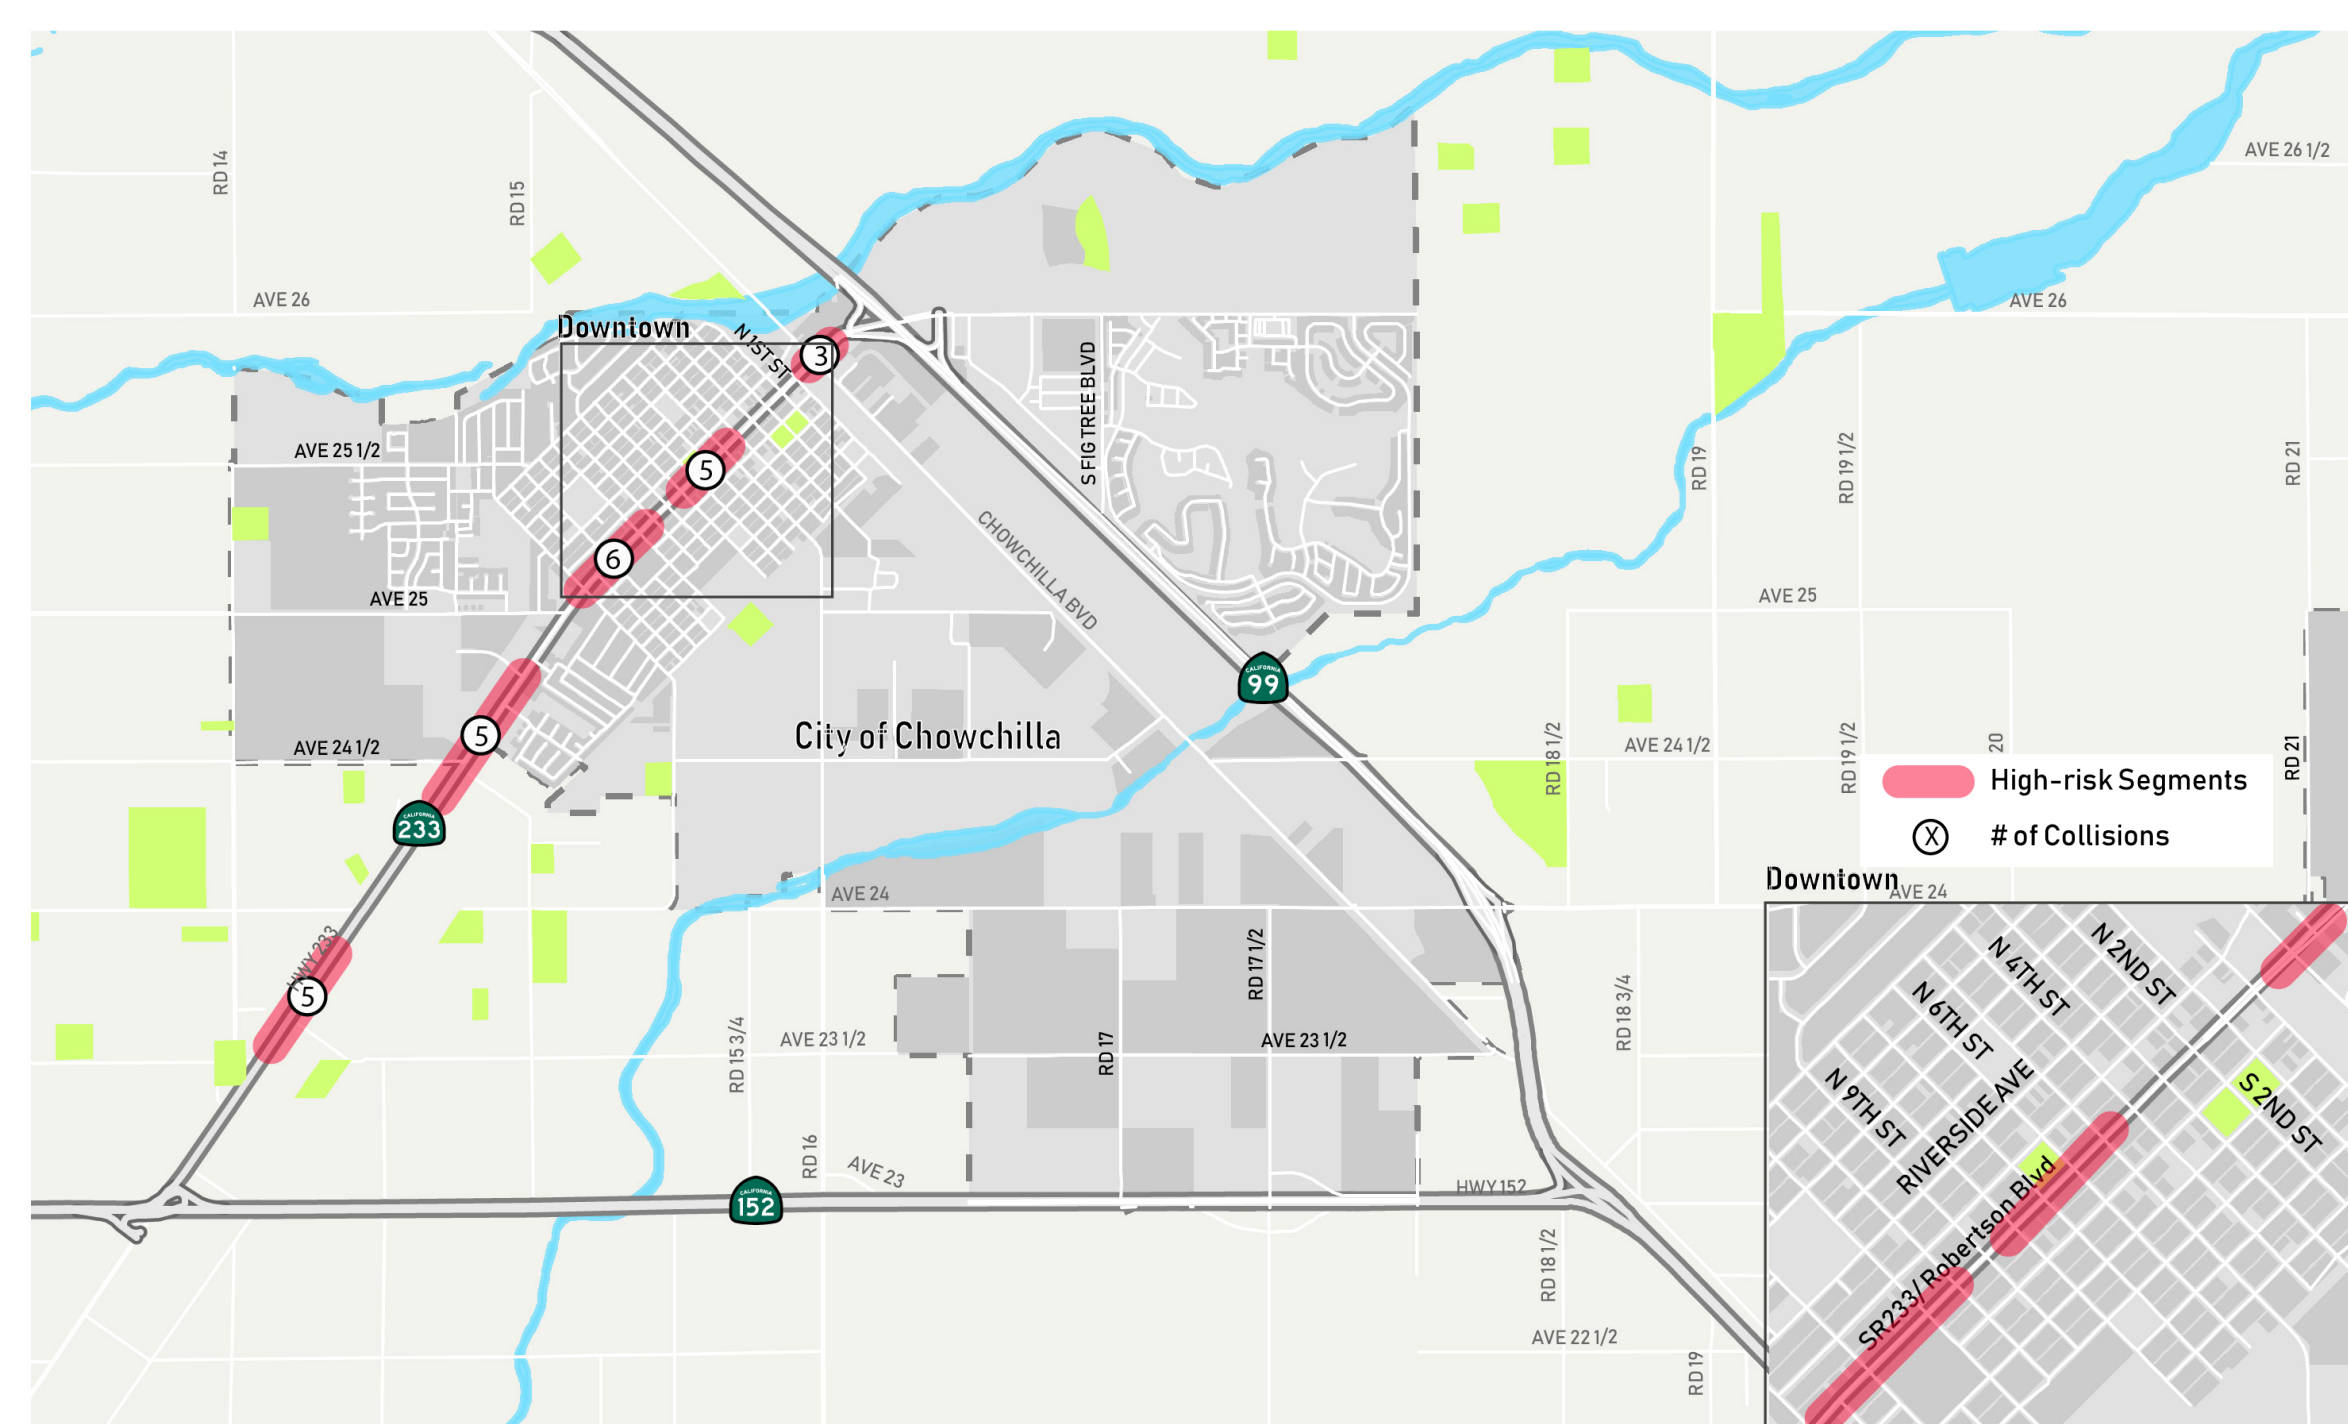 RD 14
RD 15
AVE 26 1/2
AVE 26
AVE 26
Downtown
N 1ST ST
3
S FIG TREE BLVD
AVE 25 1/2
5
RD 19
RD 19 1/2
RD 21
6
CHOWCHILLA BVD
AVE 25
AVE 25
CALIFORNIA
99
5
City of Chowchilla
AVE 24 1/2
RD 18 1/2
AVE 24 1/2
RD 19 1/2
20
RD 21
High-risk Segments
X
# of Collisions
CALIFORNIA
233
AVE 24
Downtown
AVE 24
HWY 233
5
RD 17 1/2
RD 18 3/4
RD 15 3/4
AVE 23 1/2
RD 17
AVE 23 1/2
N 2ND ST
N 4TH ST
N 6TH ST
N 9TH ST
RIVERSIDE AVE
S 2ND ST
SR233/ Robertson Blvd
RD 16
AVE 23
CALIFORNIA
152
HWY 152
RD 18 1/2
AVE 22 1/2
RD 19